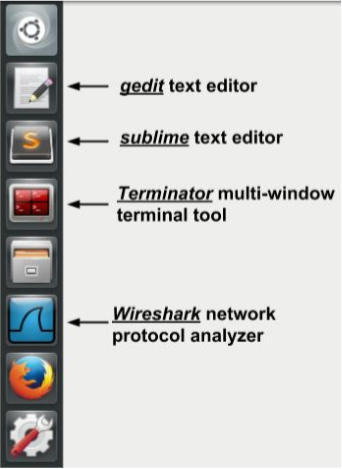 gedit text editor
S
sublime text editor
Terminator multi-window
terminal tool
Wireshark network
protocol analyzer